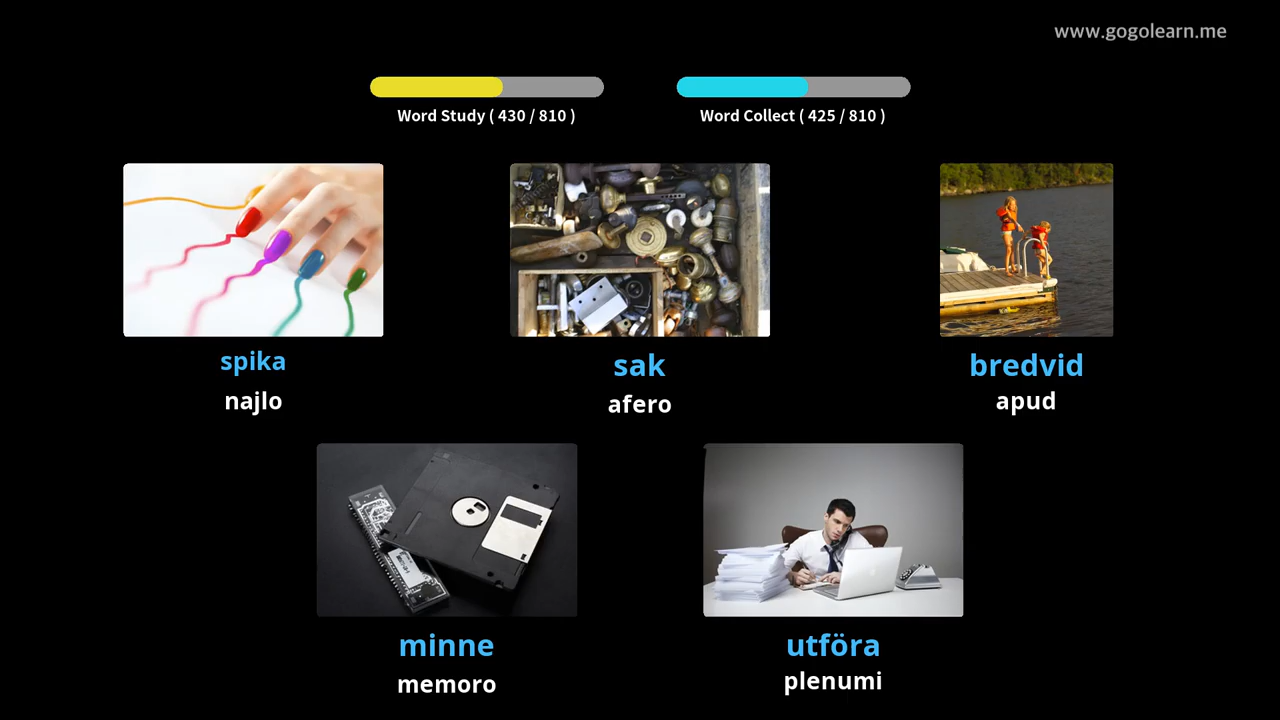 www.gogolearn.me
Word Study ( 430 / 810 )
Word Collect ( 425 / 810 )
spika
najlo
sak
afero
bredvid
apud
minne
memoro
utföra
plenumi